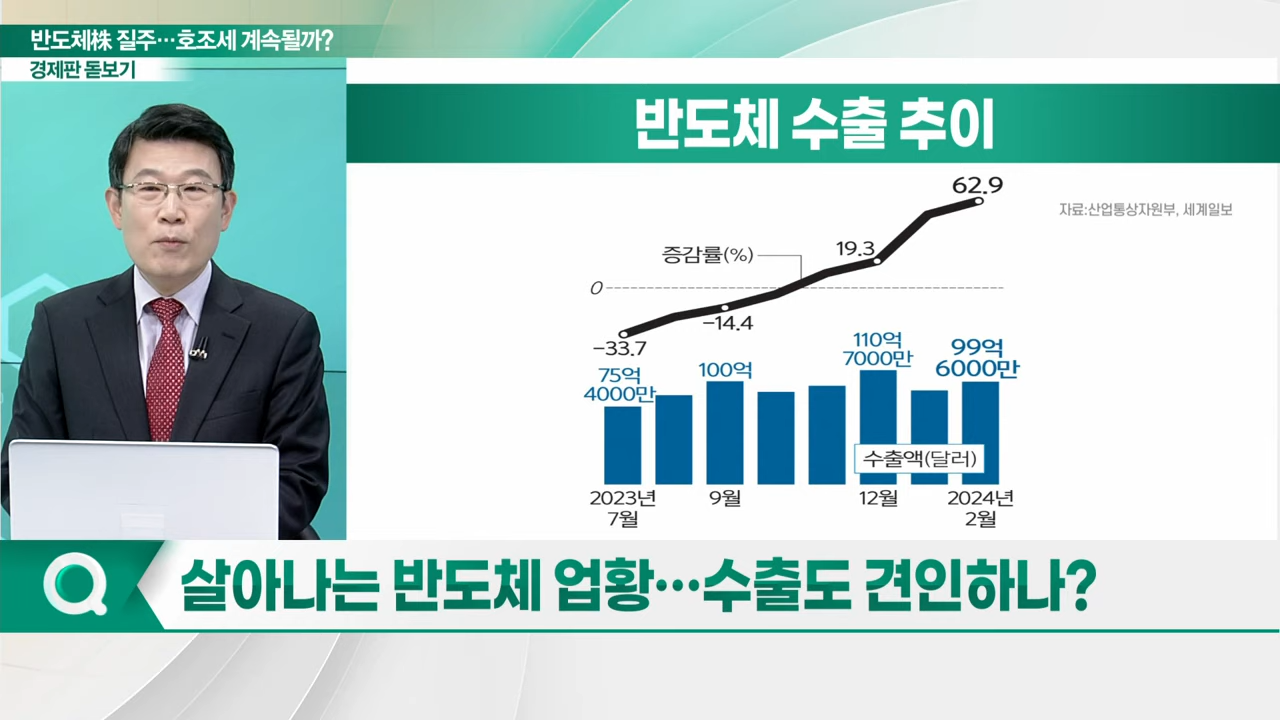 반도체株 질주…호조세 계속될까?
경제판 돋보기
반도체 수출 추이
자료:산업통상자원부, 세계일보
62.9
19.3
증감률(%)
0
-14.4
-33.7
75억
4000만
100억
110억
7000만
99억
6000만
수출액(달러)
2023년
7월
9월
12월
2024년
2월
살아나는 반도체 업황…수출도 견인하나?